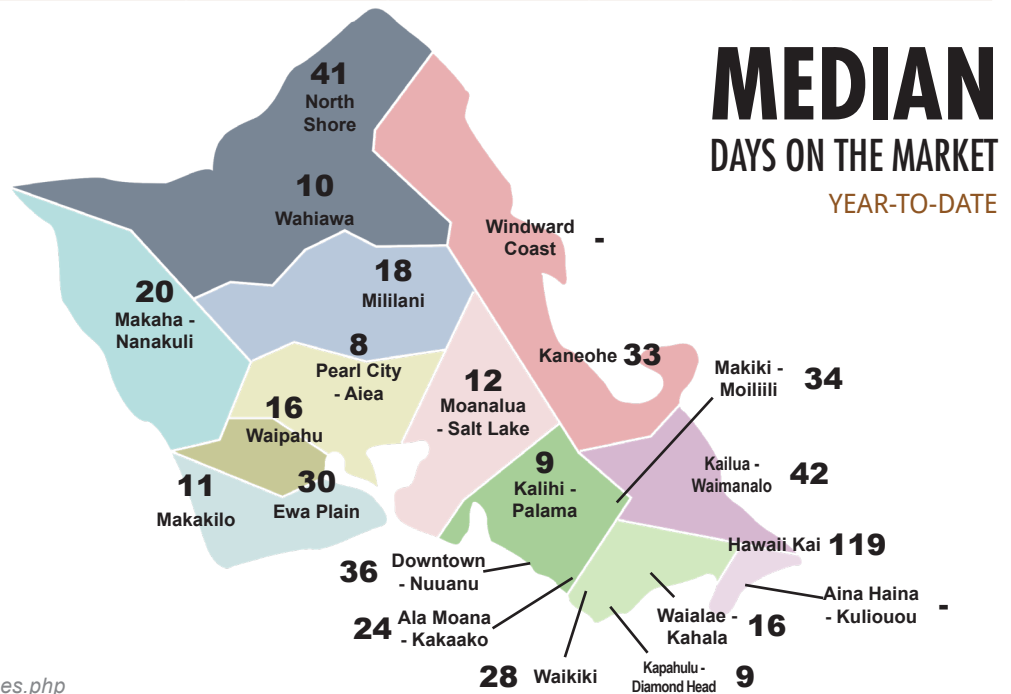 MEDIAN
DAYS ON THE MARKET
YEAR-TO-DATE
41
North
Shore
10
Wahiawa
Windward
Coast -
18
Mililani
20
Makaha -
Nanakuli
8
Pearl City
- Aiea
Kaneohe 33
12
Moanalua
- Salt Lake
Makiki -
Moiliili 34
16
Waipahu
9
Kalihi -
Palama
Kailua -
Waimanalo 42
11
Makakilo
30
Ewa Plain
Hawaii Kai 119
36 Downtown
- Nuuanu
Aina Haina
- Kuliouou -
24 Ala Moana
- Kakaako
Waialae -
Kahala 16
28 Waikiki
Kapahulu -
Diamond Head 9
es.php